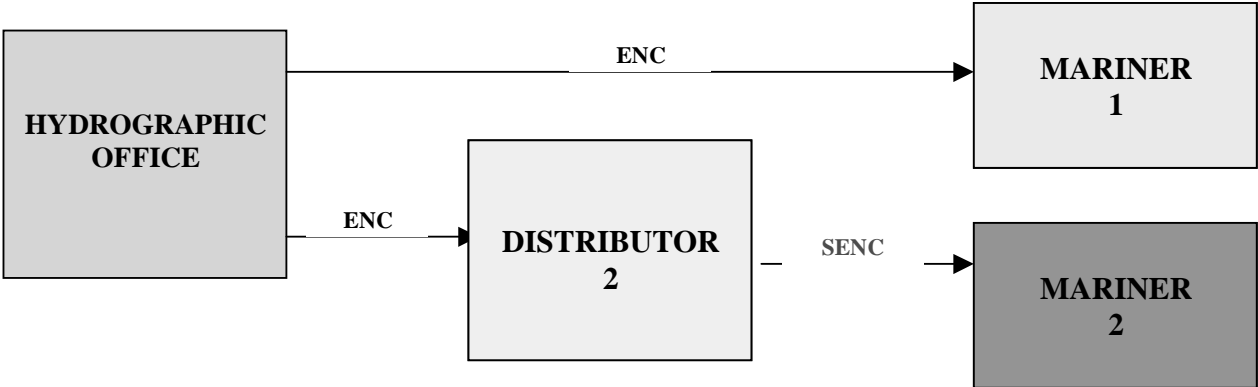 ENC
MARINER
1
HYDROGRAPHIC
OFFICE
ENC
DISTRIBUTOR
2
SENC
MARINER
2